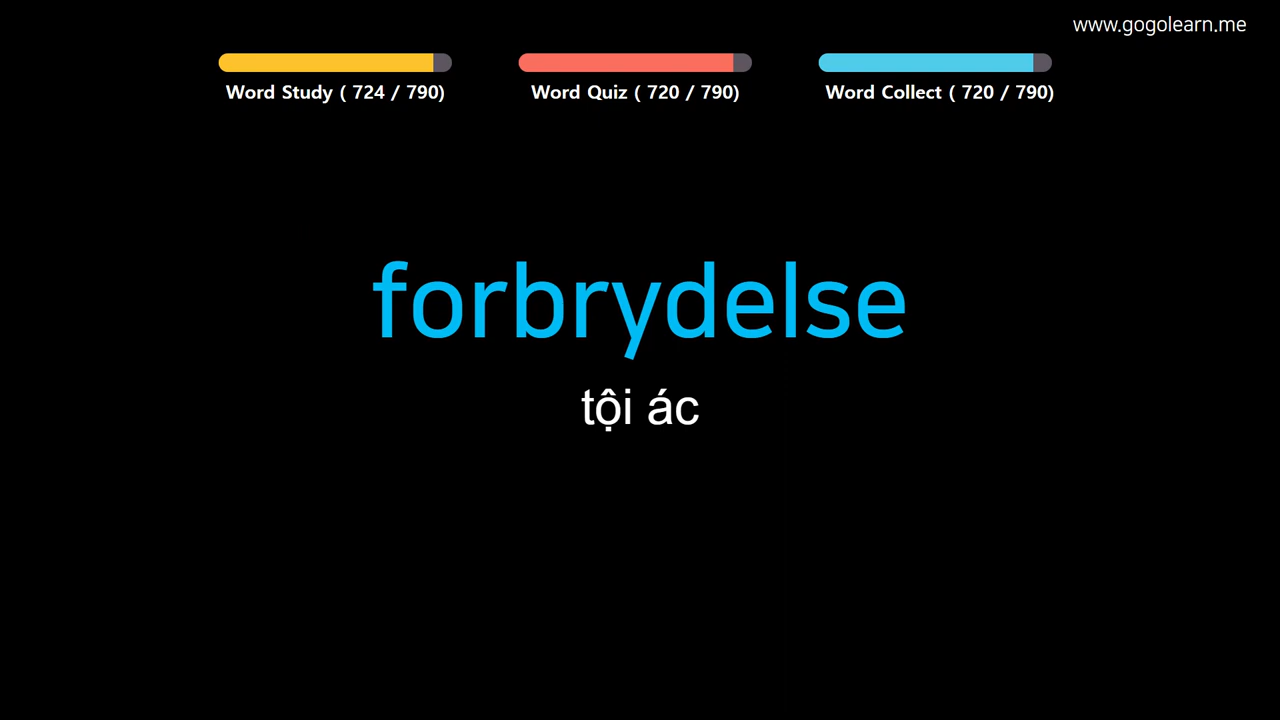 www.gogolearn.me
Word Study ( 724 / 790)
Word Quiz ( 720 / 790)
Word Collect ( 720 / 790)
forbrydelse
tội ác